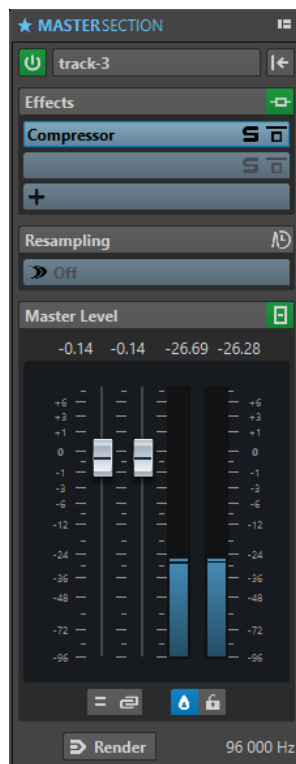 MASTERSECTION
track-3
Effects
Compressor S
S
+
Resampling
Off
Master Level
-0.14 -0.14 -26.69 -26.28
+6 +6
+3 +3
+1 +1
0 0
-1 -1
-3 -3
-6 -6
-12 -12
-24 -24
-36 -36
-48 -48
-72 -72
-96 -96
Render 96 000 Hz